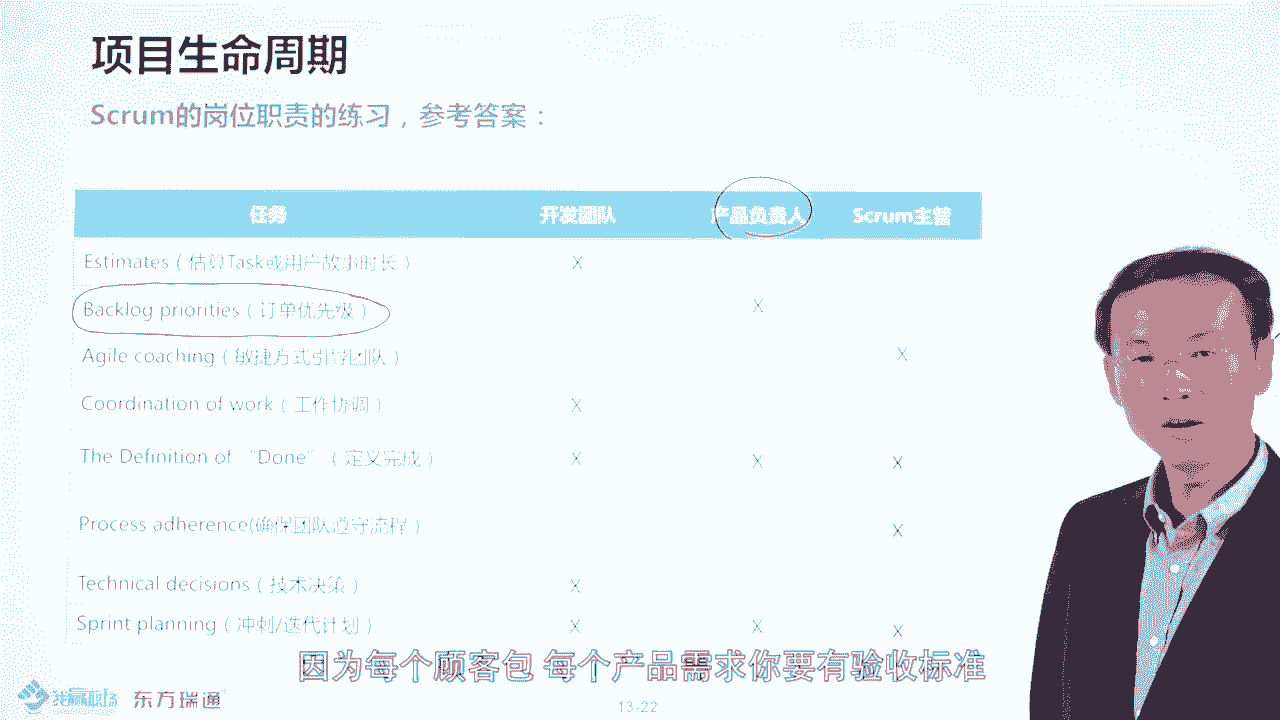 项目生命周期
Scrum的岗位职责的练习，参考答案：
任务 开发团队 产品负责人 Scrum主管
Estimates（估算Task或用户故事时长） X
Backlog priorities（订单优先级） X
Agile coaching（敏捷方式引导团队） X
Coordination of work（工作协调） X
The Definition of “Done”（定义完成） X X X
Process adherence(确保团队遵守流程） X
Technical decisions（技术决策） X
Sprint planning（冲刺/迭代计划） X X X
因为每个顾客包 每个产品需求你要有验收标准
东方瑞通
13-22